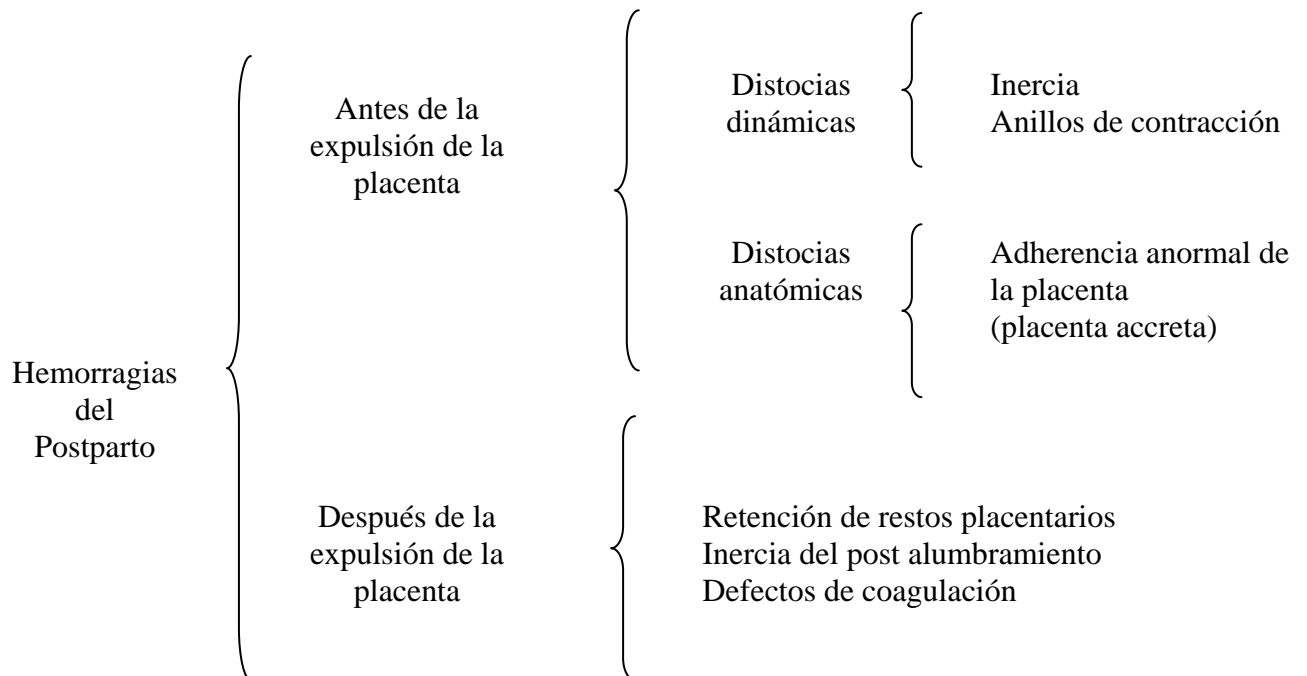 Hemorragias
del
Postparto
Antes de la
expulsión de la
placenta
Distocias
dinámicas
Inercia
Anillos de contracción
Distocias
anatómicas
Adherencia anormal de
la placenta
(placenta accreta)
Después de la
expulsión de la
placenta
Retención de restos placentarios
Inercia del post alumbramiento
Defectos de coagulación